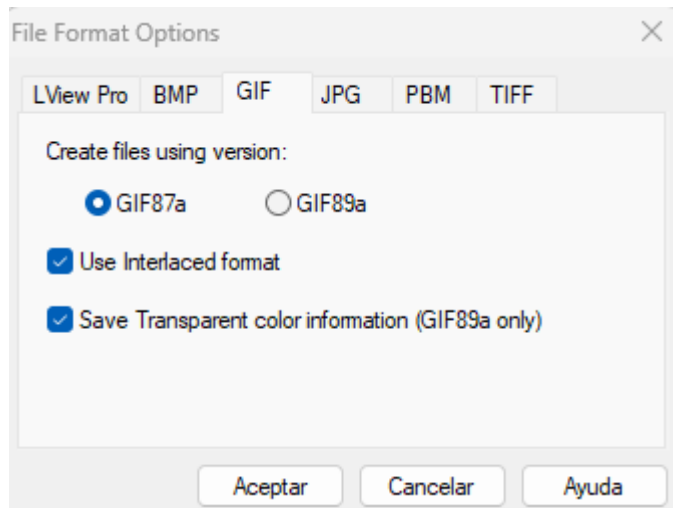 File Format Options
LView Pro BMP GIF JPG PBM TIFF
Create files using version:
GIF87a GIF89a
Use Interlaced format
Save Transparent color information (GIF89a only)
Aceptar Cancelar Ayuda